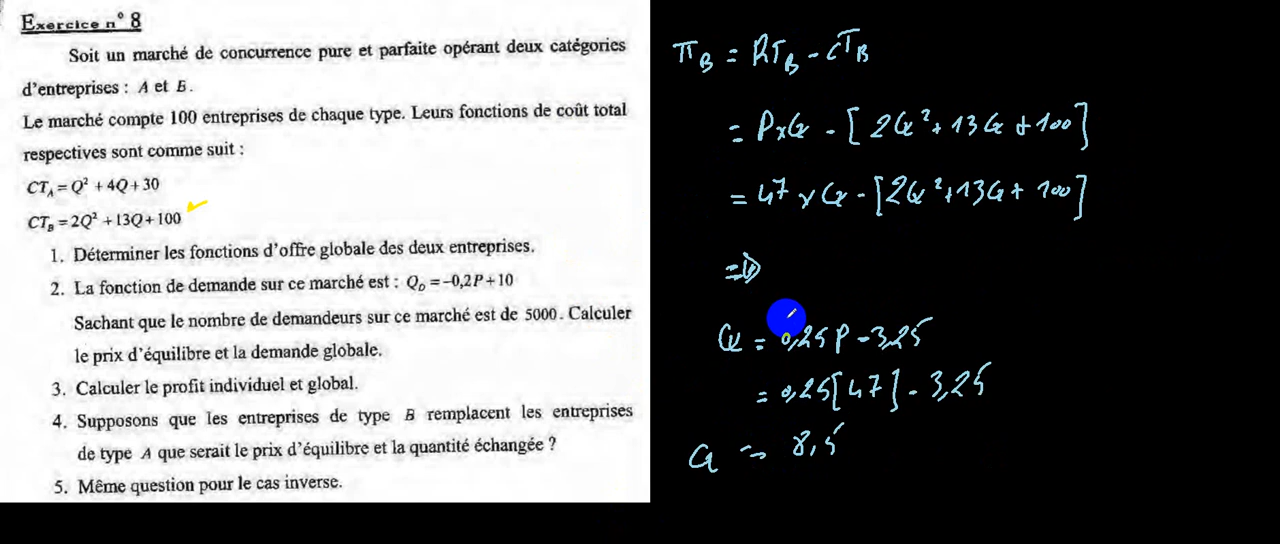 Exercice n° 8
Soit un marché de concurrence pure et parfaite opérant deux catégories
d'entreprises : A et B.
Le marché compte 100 entreprises de chaque type. Leurs fonctions de coût total
respectives sont comme suit :
CT_A = Q² + 4Q + 30
CT_B = 2Q² + 13Q + 100
1. Déterminer les fonctions d'offre globale des deux entreprises.
2. La fonction de demande sur ce marché est : Q_D = -0,2P + 10
Sachant que le nombre de demandeurs sur ce marché est de 5000. Calculer
le prix d'équilibre et la demande globale.
3. Calculer le profit individuel et global.
4. Supposons que les entreprises de type B remplacent les entreprises
de type A que serait le prix d'équilibre et la quantité échangée ?
5. Même question pour le cas inverse.
π_B = RT_B - CT_B
= P×Q - [2Q² + 13Q + 100]
= 47 × Q - [2Q² + 13Q + 100]
=>
Q = 0,25P - 3,25
= 0,25[47] - 3,25
Q ≃ 8,5